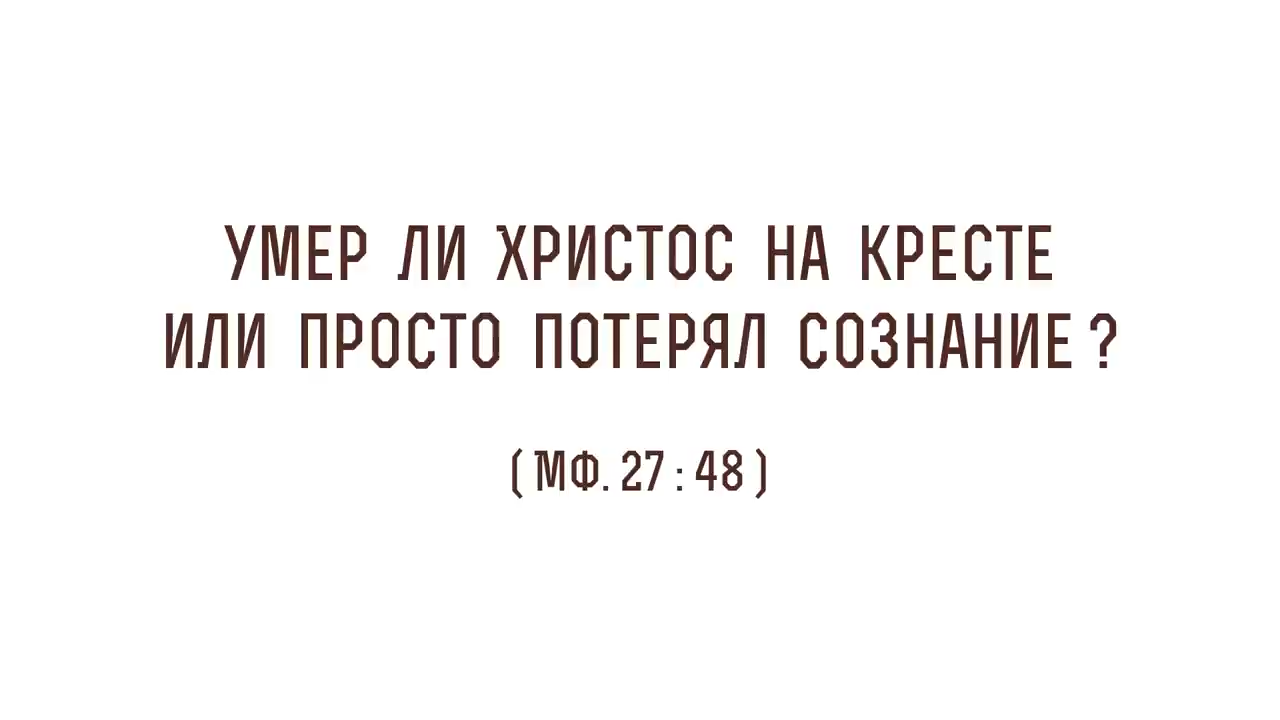 УМЕР ЛИ ХРИСТОС НА КРЕСТЕ
ИЛИ ПРОСТО ПОТЕРЯЛ СОЗНАНИЕ?
(МФ. 27:48)